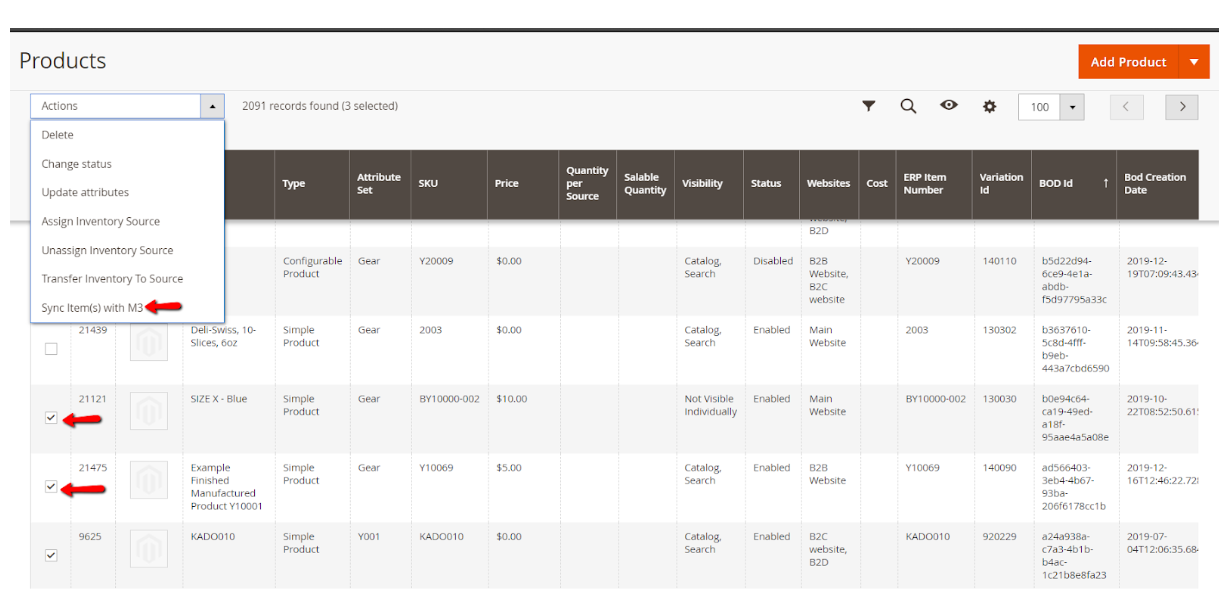 Products
Add Product
Actions
2091 records found (3 selected)
100
Delete
Change status
Update attributes
Assign Inventory Source
Unassign Inventory Source
Transfer Inventory To Source
Sync Item(s) with M3
Type
Attribute
Set
SKU
Price
Quantity
per
Source
Salable
Quantity
Visibility
Status
Websites
Cost
ERP Item
Number
Variation
Id
BOD Id ↑
Bod Creation
Date
B2D
Configurable
Product
Gear
Y20009
$0.00
Catalog,
Search
Disabled
B2B
Website,
B2C
website
Y20009
140110
b5d22d94-
6ce9-4e1a-
abdb-
f5d97795a33c
2019-12-
19T07:09:43.43
21439
Deli-Swiss, 10-
Slices, 6oz
Simple
Product
Gear
2003
$0.00
Catalog,
Search
Enabled
Main
Website
2003
130302
b3637610-
5c8d-4fff-
b9eb-
443a7cbd6590
2019-11-
14T09:58:45.36
21121
SIZE X - Blue
Simple
Product
Gear
BY10000-002
$10.00
Not Visible
Individually
Enabled
Main
Website
BY10000-002
130030
b0e94c64-
ca19-49ed-
a18f-
95aae4a5a08e
2019-10-
22T08:52:50.61
21475
Example
Finished
Manufactured
Product Y10001
Simple
Product
Gear
Y10069
$5.00
Catalog,
Search
Enabled
B2B
Website
Y10069
140090
ad566403-
3eb4-4b67-
93ba-
206f6178cc1b
2019-12-
16T12:46:22.72
9625
KADO010
Simple
Product
Y001
KADO010
$0.00
Catalog,
Search
Enabled
B2C
website,
B2D
KADO010
920229
a24a938a-
c7a3-4b1b-
b4ac-
1c21b8e8fa23
2019-07-
04T12:06:35.68